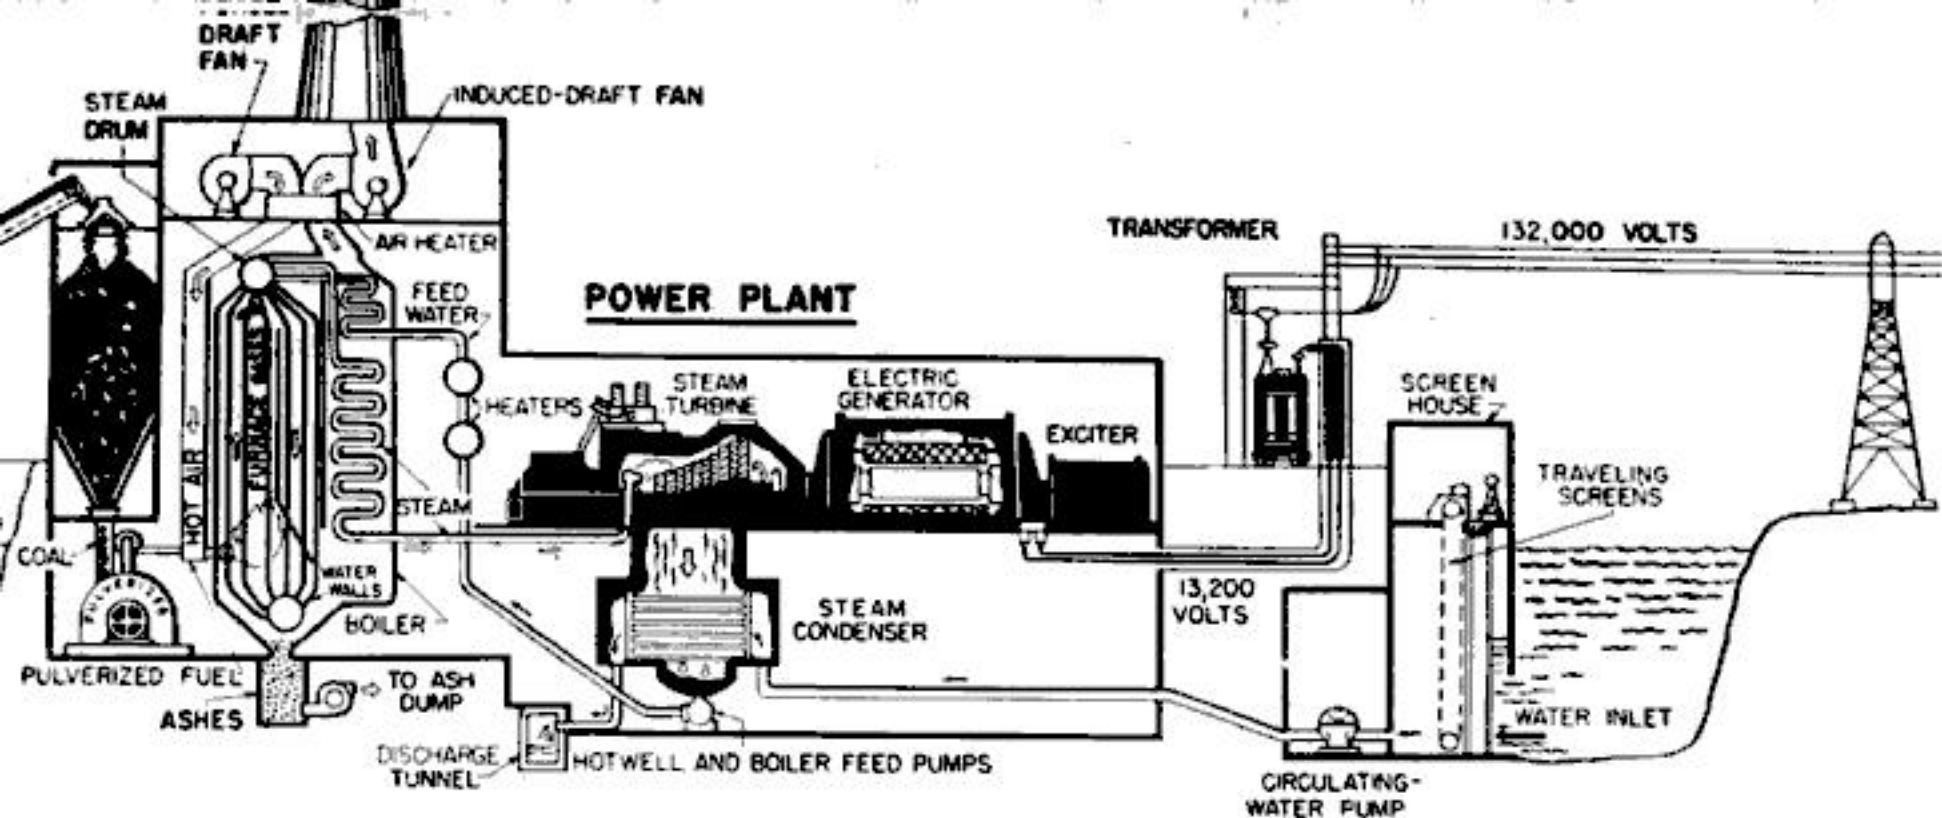 DRAFT
FAN
STEAM
DRUM
INDUCED-DRAFT FAN
AIR HEATER
FEED
WATER
POWER PLANT
TRANSFORMER
132,000 VOLTS
HEATERS
STEAM
TURBINE
ELECTRIC
GENERATOR
EXCITER
SCREEN
HOUSE
TRAVELING
SCREENS
FURNACE GASES
HOT AIR
STEAM
COAL
PULVERIZER
WATER
WALLS
BOILER
STEAM
CONDENSER
13,200
VOLTS
PULVERIZED FUEL
ASHES
TO ASH
DUMP
WATER INLET
DISCHARGE
TUNNEL
HOTWELL AND BOILER FEED PUMPS
CIRCULATING-
WATER PUMP